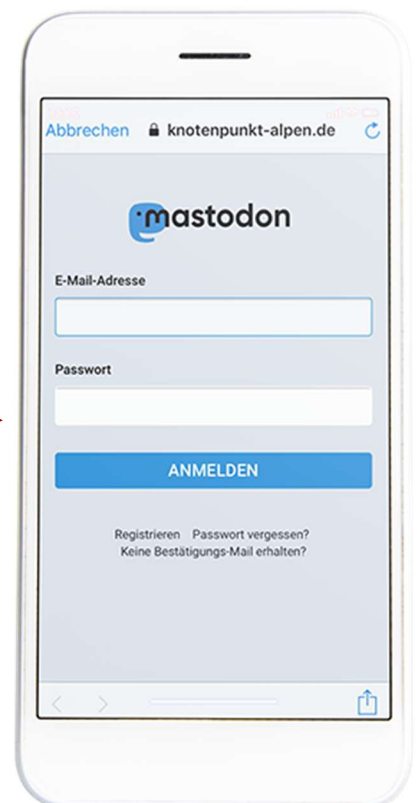 Abbrechen knotenpunkt-alpen.de
mastodon
E-Mail-Adresse
Passwort
ANMELDEN
Registrieren Passwort vergessen?
Keine Bestätigungs-Mail erhalten?